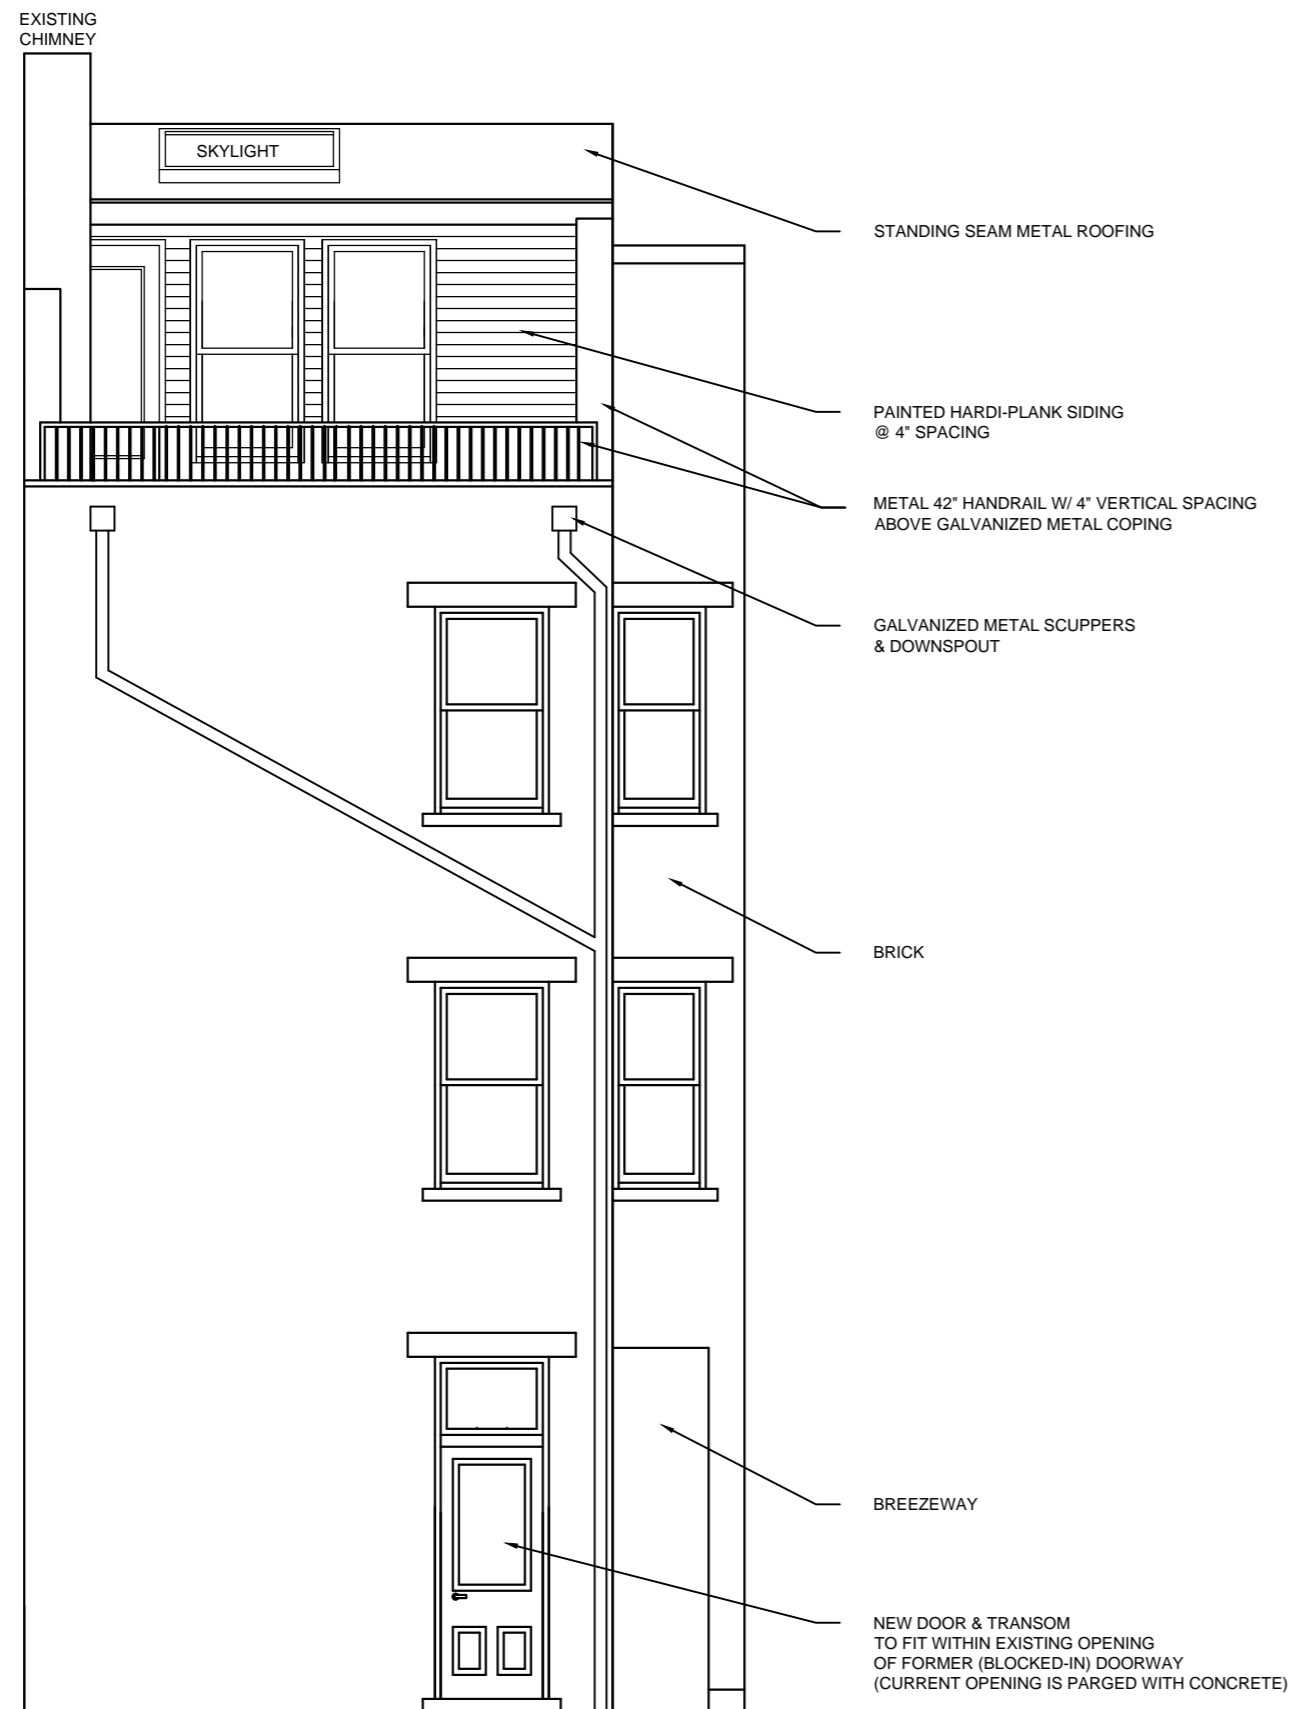 EXISTING
CHIMNEY
SKYLIGHT
STANDING SEAM METAL ROOFING
PAINTED HARDI-PLANK SIDING
@ 4" SPACING
METAL 42" HANDRAIL W/ 4" VERTICAL SPACING
ABOVE GALVANIZED METAL COPING
GALVANIZED METAL SCUPPERS
& DOWNSPOUT
BRICK
BREEZEWAY
NEW DOOR & TRANSOM
TO FIT WITHIN EXISTING OPENING
OF FORMER (BLOCKED-IN) DOORWAY
(CURRENT OPENING IS PARGED WITH CONCRETE)